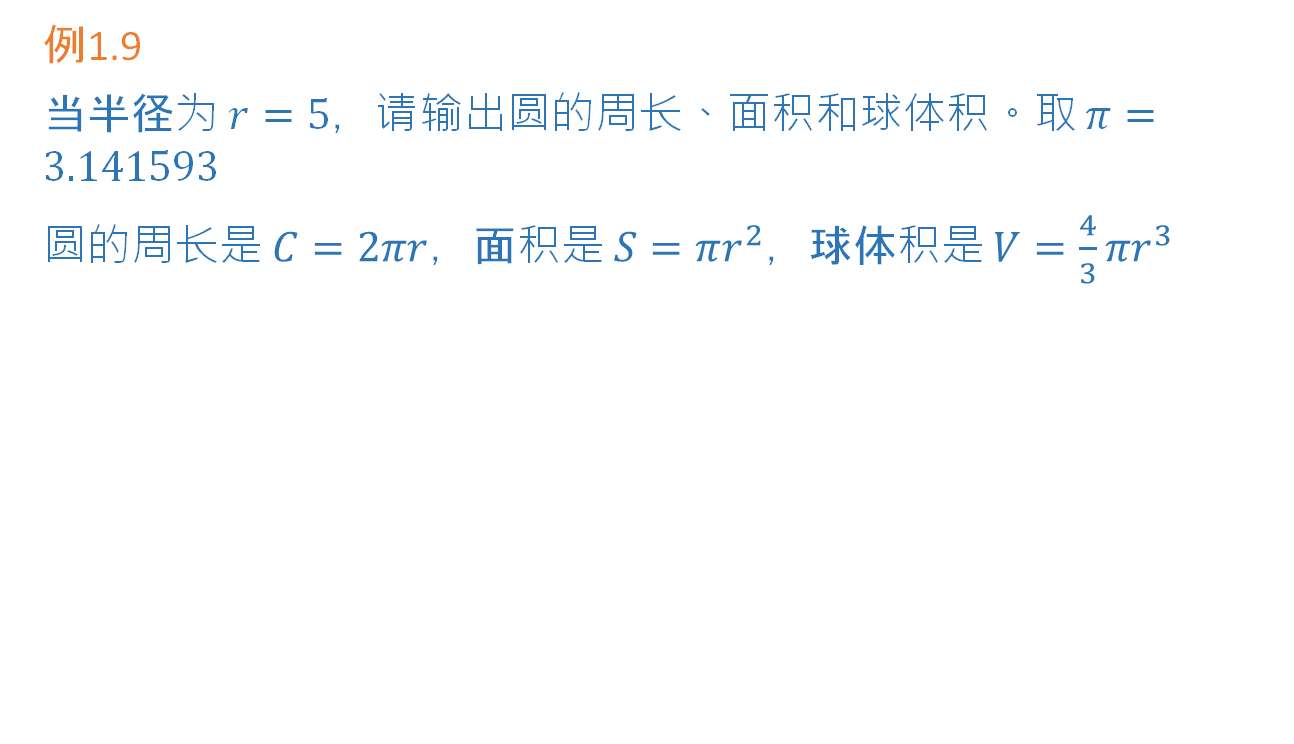 例1.9
当半径为 r = 5, 请输出圆的周长、面积和球体积。取 π =
3.141593
圆的周长是 C = 2πr, 面积是 S = πr², 球体积是 V = 4/3 πr³